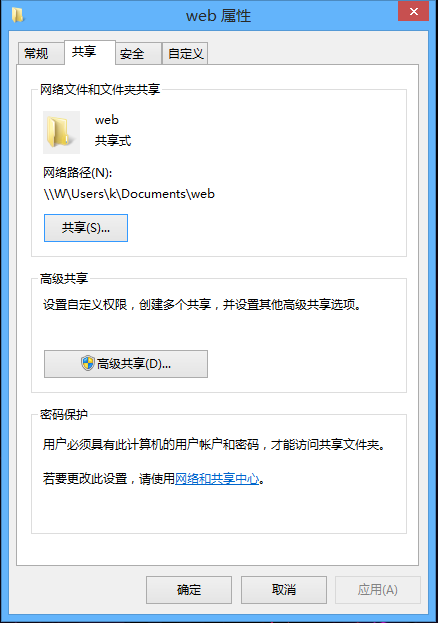 web 属性
常规 共享 安全 自定义
网络文件和文件夹共享
web
共享式
网络路径(N):
\\W\Users\k\Documents\web
共享(S)...
高级共享
设置自定义权限，创建多个共享，并设置其他高级共享选项。
高级共享(D)...
密码保护
用户必须具有此计算机的用户帐户和密码，才能访问共享文件夹。
若要更改此设置，请使用网络和共享中心。
确定 取消 应用(A)